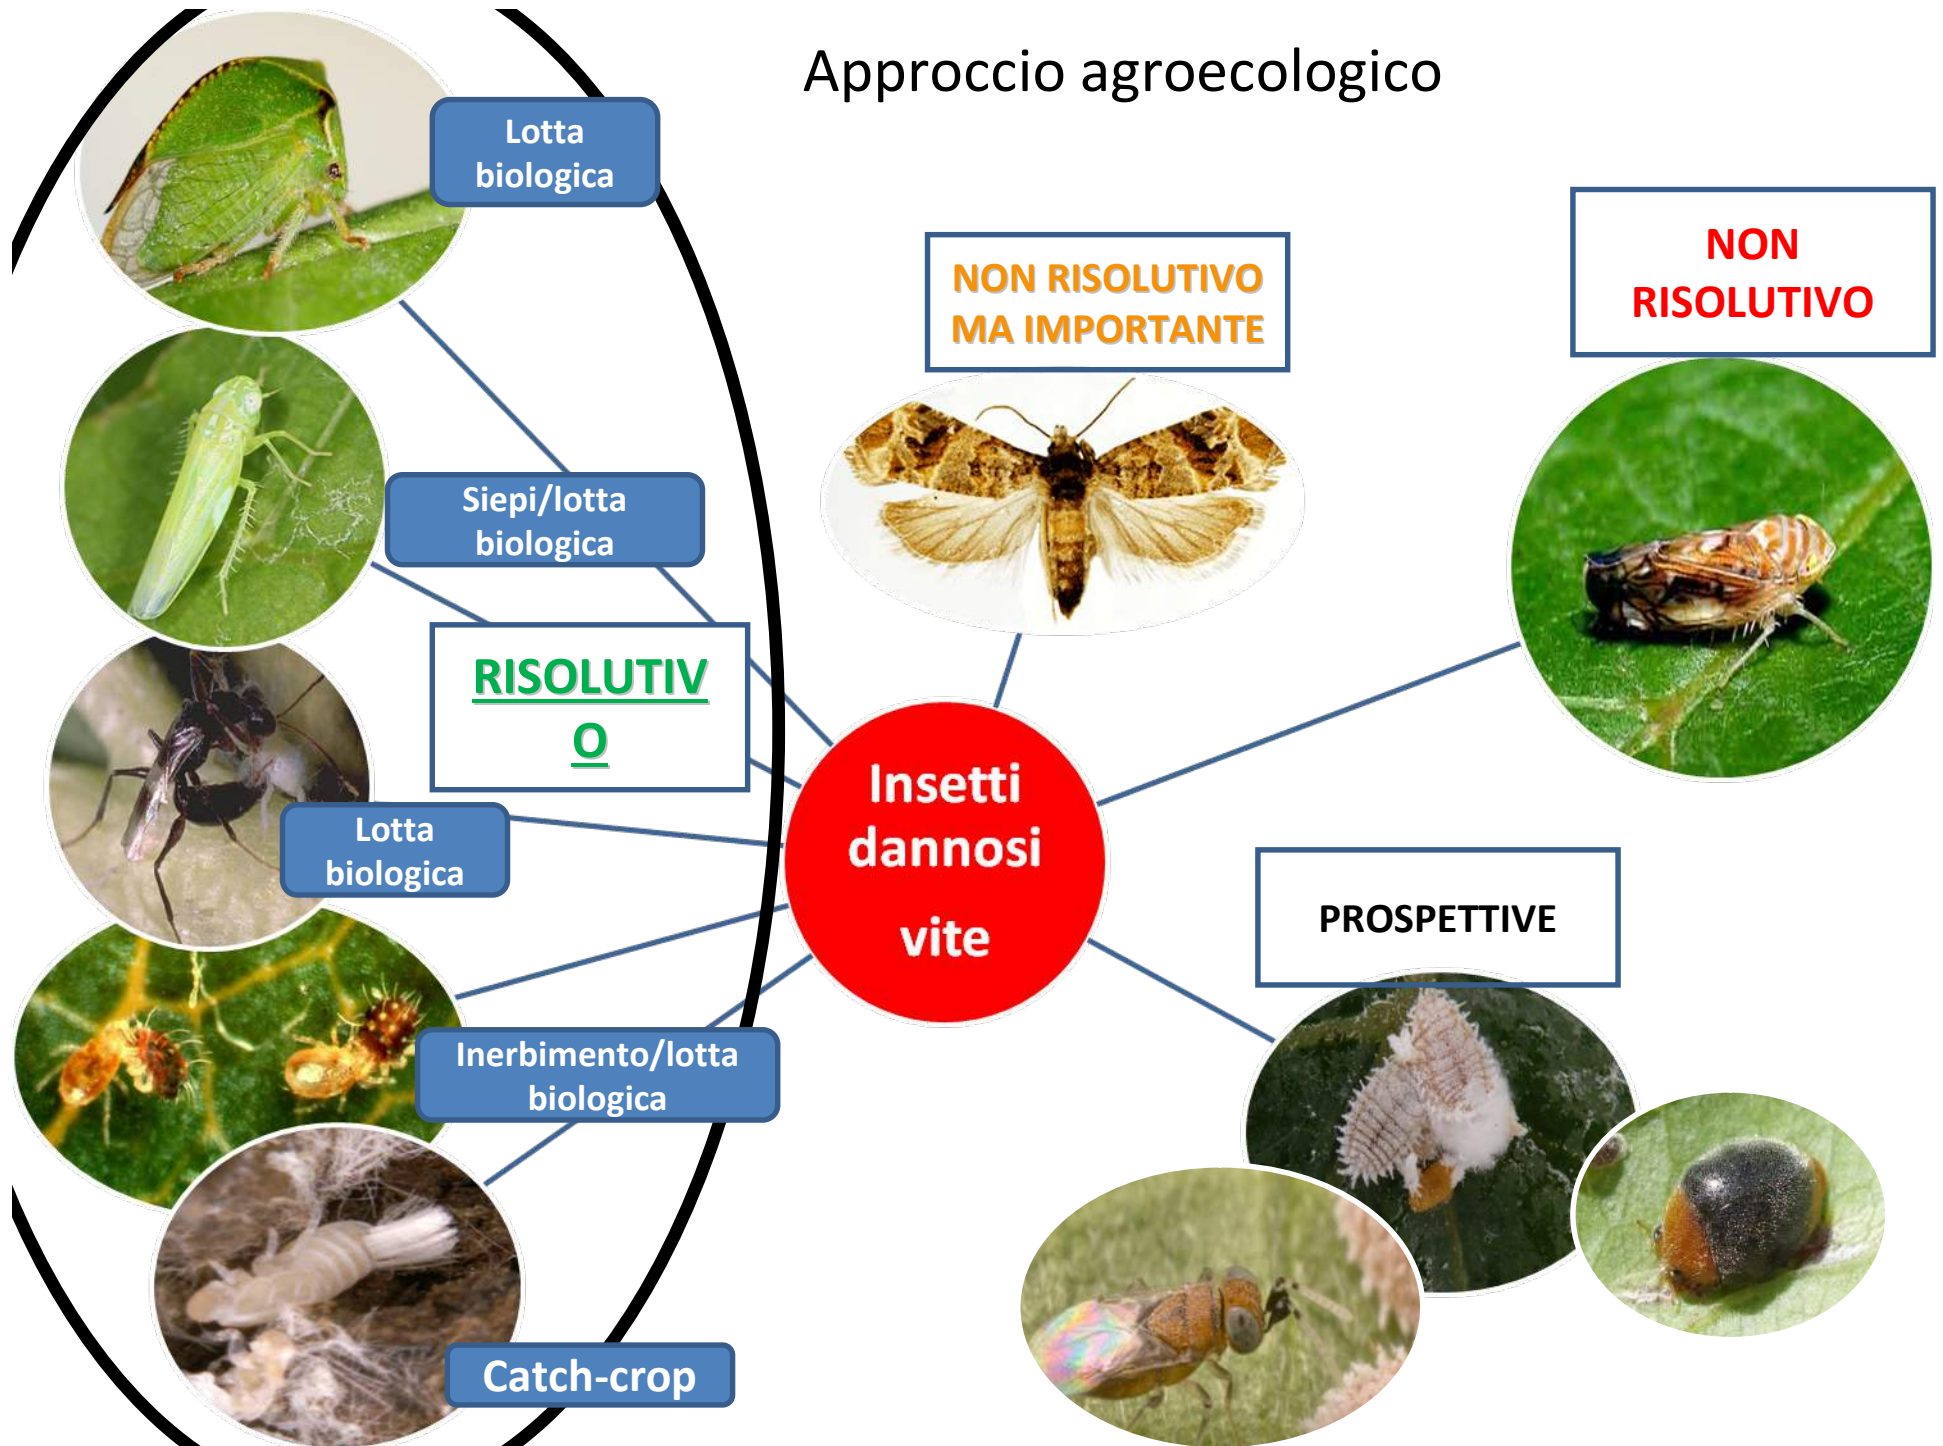 Approccio agroecologico
Lotta
biologica
NON RISOLUTIVO
MA IMPORTANTE
NON
RISOLUTIVO
Siepi/lotta
biologica
RISOLUTIV
O
Insetti
dannosi
vite
Lotta
biologica
PROSPETTIVE
Inerbimento/lotta
biologica
Catch-crop